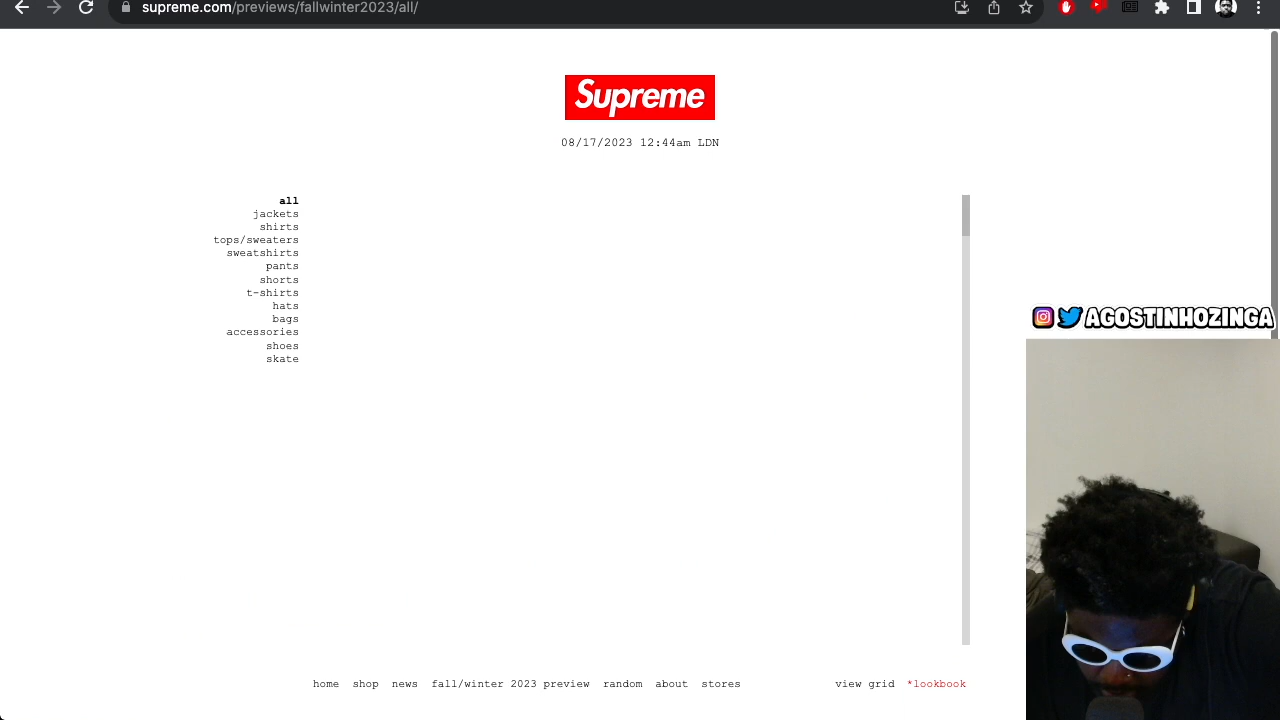 supreme.com/previews/fallwinter2023/all/
Supreme
08/17/2023 12:44am LDN
all
jackets
shirts
tops/sweaters
sweatshirts
pants
shorts
t-shirts
hats
bags
accessories
shoes
skate
AGOSTINHOZINGA
home shop news fall/winter 2023 preview random about stores view grid *lookbook